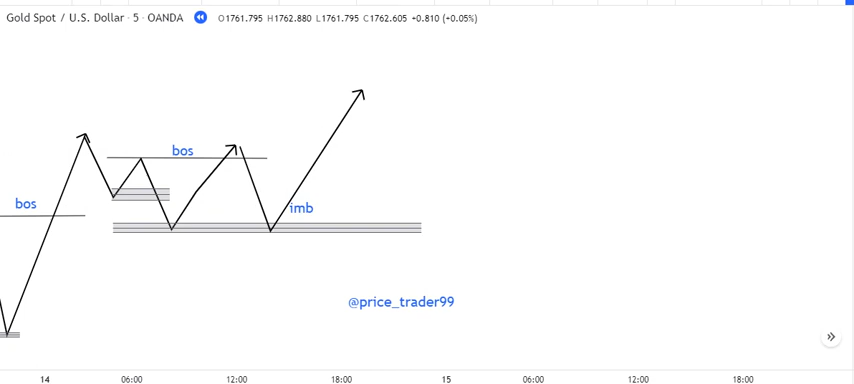 Gold Spot / U.S. Dollar · 5 · OANDA O1761.795 H1762.880 L1761.795 C1762.605 +0.810 (+0.05%)
bos
bos
imb
@price_trader99
14 06:00 12:00 18:00 15 06:00 12:00 18:00